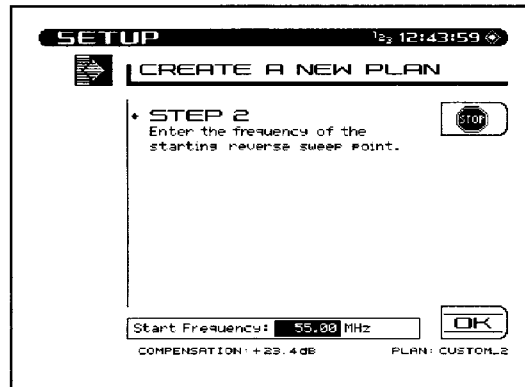 SETUP 123 12:43:59
CREATE A NEW PLAN
• STEP 2
Enter the frequency of the
starting reverse sweep point.
STOP
Start Frequency: 55.00 MHz
OK
COMPENSATION: +23.4dB PLAN: CUSTOM_2